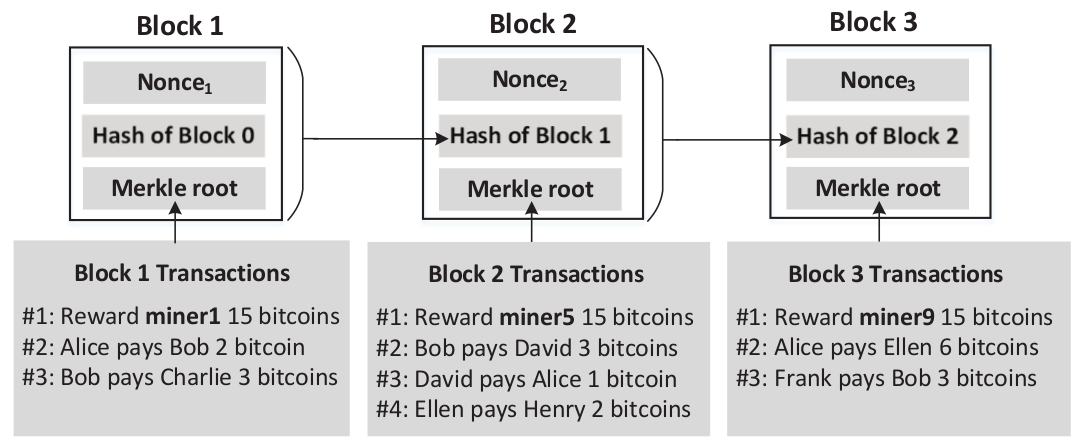 Block 1
Nonce₁
Hash of Block 0
Merkle root
Block 1 Transactions
#1: Reward miner1 15 bitcoins
#2: Alice pays Bob 2 bitcoin
#3: Bob pays Charlie 3 bitcoins
Block 2
Nonce₂
Hash of Block 1
Merkle root
Block 2 Transactions
#1: Reward miner5 15 bitcoins
#2: Bob pays David 3 bitcoins
#3: David pays Alice 1 bitcoin
#4: Ellen pays Henry 2 bitcoins
Block 3
Nonce₃
Hash of Block 2
Merkle root
Block 3 Transactions
#1: Reward miner9 15 bitcoins
#2: Alice pays Ellen 6 bitcoins
#3: Frank pays Bob 3 bitcoins